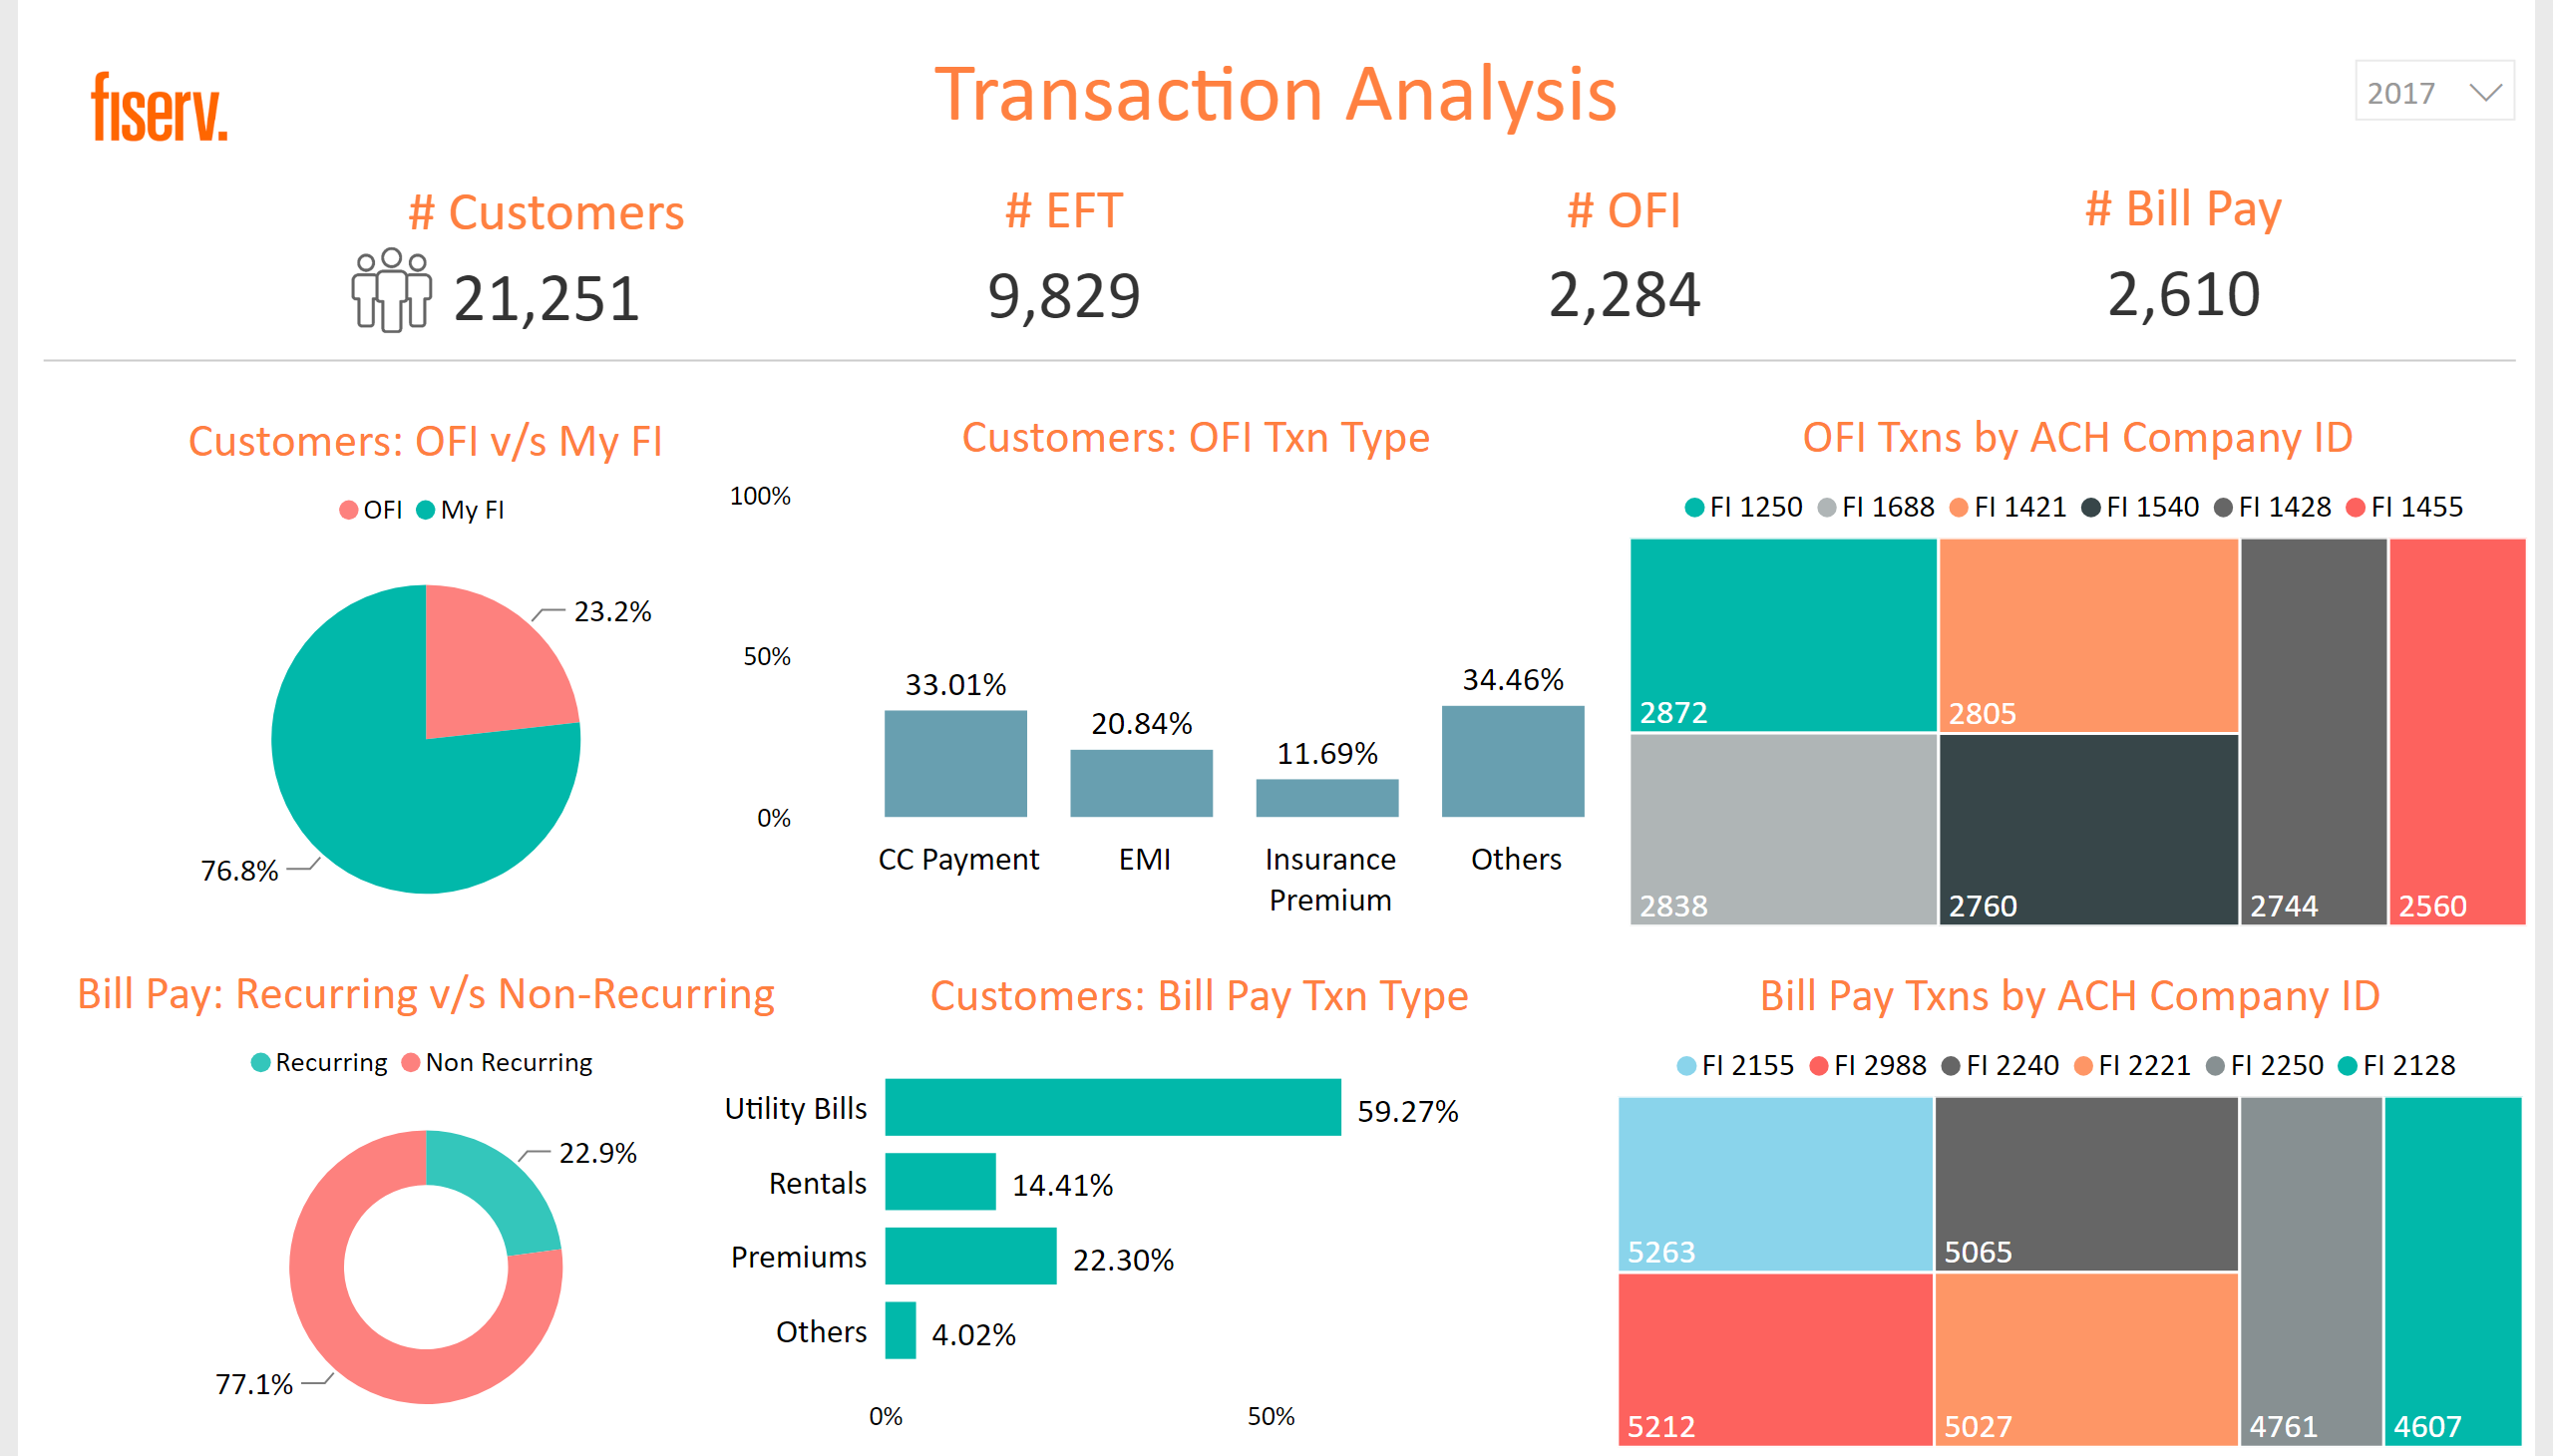 fiserv.
Transaction Analysis
2017
# Customers
21,251
# EFT
9,829
# OFI
2,284
# Bill Pay
2,610
Customers: OFI v/s My FI
OFI My FI
23.2%
76.8%
Customers: OFI Txn Type
100%
50%
0%
33.01%
20.84%
11.69%
34.46%
CC Payment
EMI
Insurance
Premium
Others
OFI Txns by ACH Company ID
FI 1250 FI 1688 FI 1421 FI 1540 FI 1428 FI 1455
2872
2805
2838
2760
2744
2560
Bill Pay: Recurring v/s Non-Recurring
Recurring Non Recurring
22.9%
77.1%
Customers: Bill Pay Txn Type
Utility Bills 59.27%
Rentals 14.41%
Premiums 22.30%
Others 4.02%
0% 50%
Bill Pay Txns by ACH Company ID
FI 2155 FI 2988 FI 2240 FI 2221 FI 2250 FI 2128
5263
5065
5212
5027
4761
4607